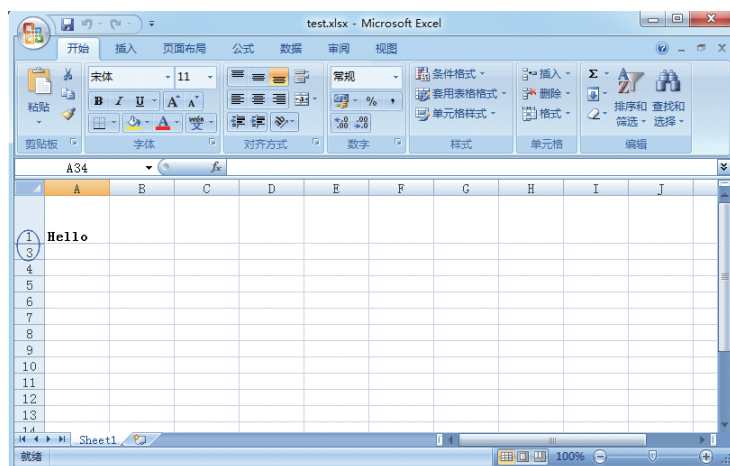 test.xlsx - Microsoft Excel
开始 插入 页面布局 公式 数据 审阅 视图
宋体 11 常规 条件格式 插入 Σ
粘贴 B I U A A % , 套用表格格式 删除 排序和 查找和
A wén 变 .00 .00 单元格样式 格式 筛选 选择
剪贴板 字体 对齐方式 数字 样式 单元格 编辑
A34 fx
A B C D E F G H I J
1 Hello
3
4
5
6
7
8
9
10
11
12
13
14
Sheet1
就绪 100%